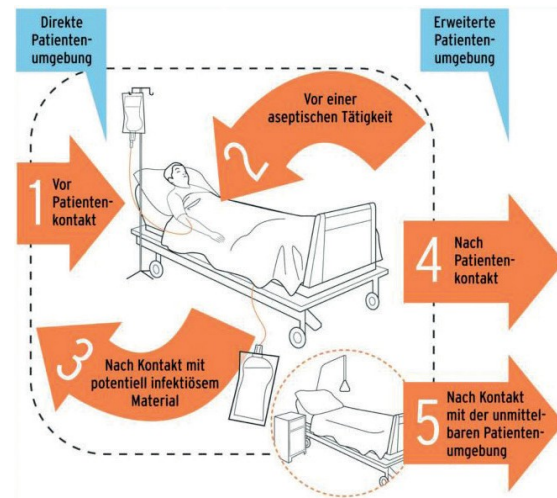 Direkte
Patienten-
umgebung
Erweiterte
Patienten-
umgebung
Vor einer
aseptischen Tätigkeit
2
1
Vor
Patienten-
kontakt
4
Nach
Patienten-
kontakt
3
Nach Kontakt mit
potentiell infektiösem
Material
5
Nach Kontakt
mit der unmittel-
baren Patienten-
umgebung